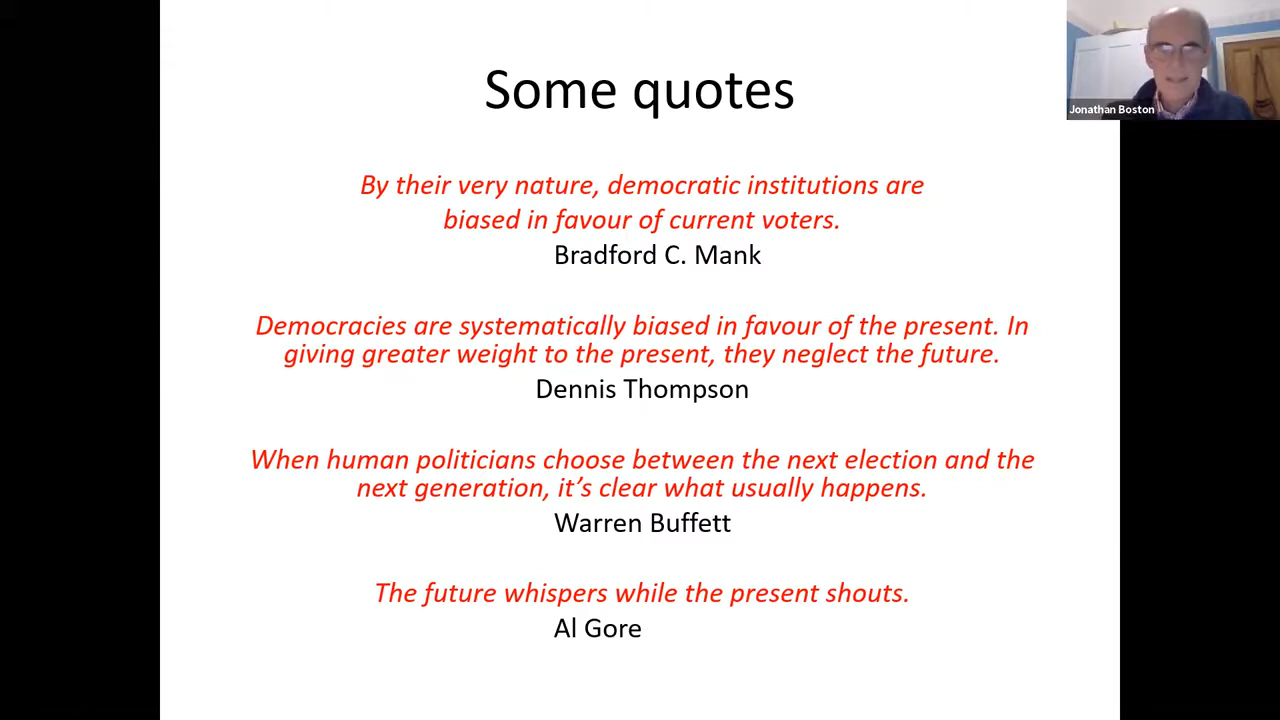 Some quotes
Jonathan Boston
By their very nature, democratic institutions are
biased in favour of current voters.
Bradford C. Mank
Democracies are systematically biased in favour of the present. In
giving greater weight to the present, they neglect the future.
Dennis Thompson
When human politicians choose between the next election and the
next generation, it’s clear what usually happens.
Warren Buffett
The future whispers while the present shouts.
Al Gore